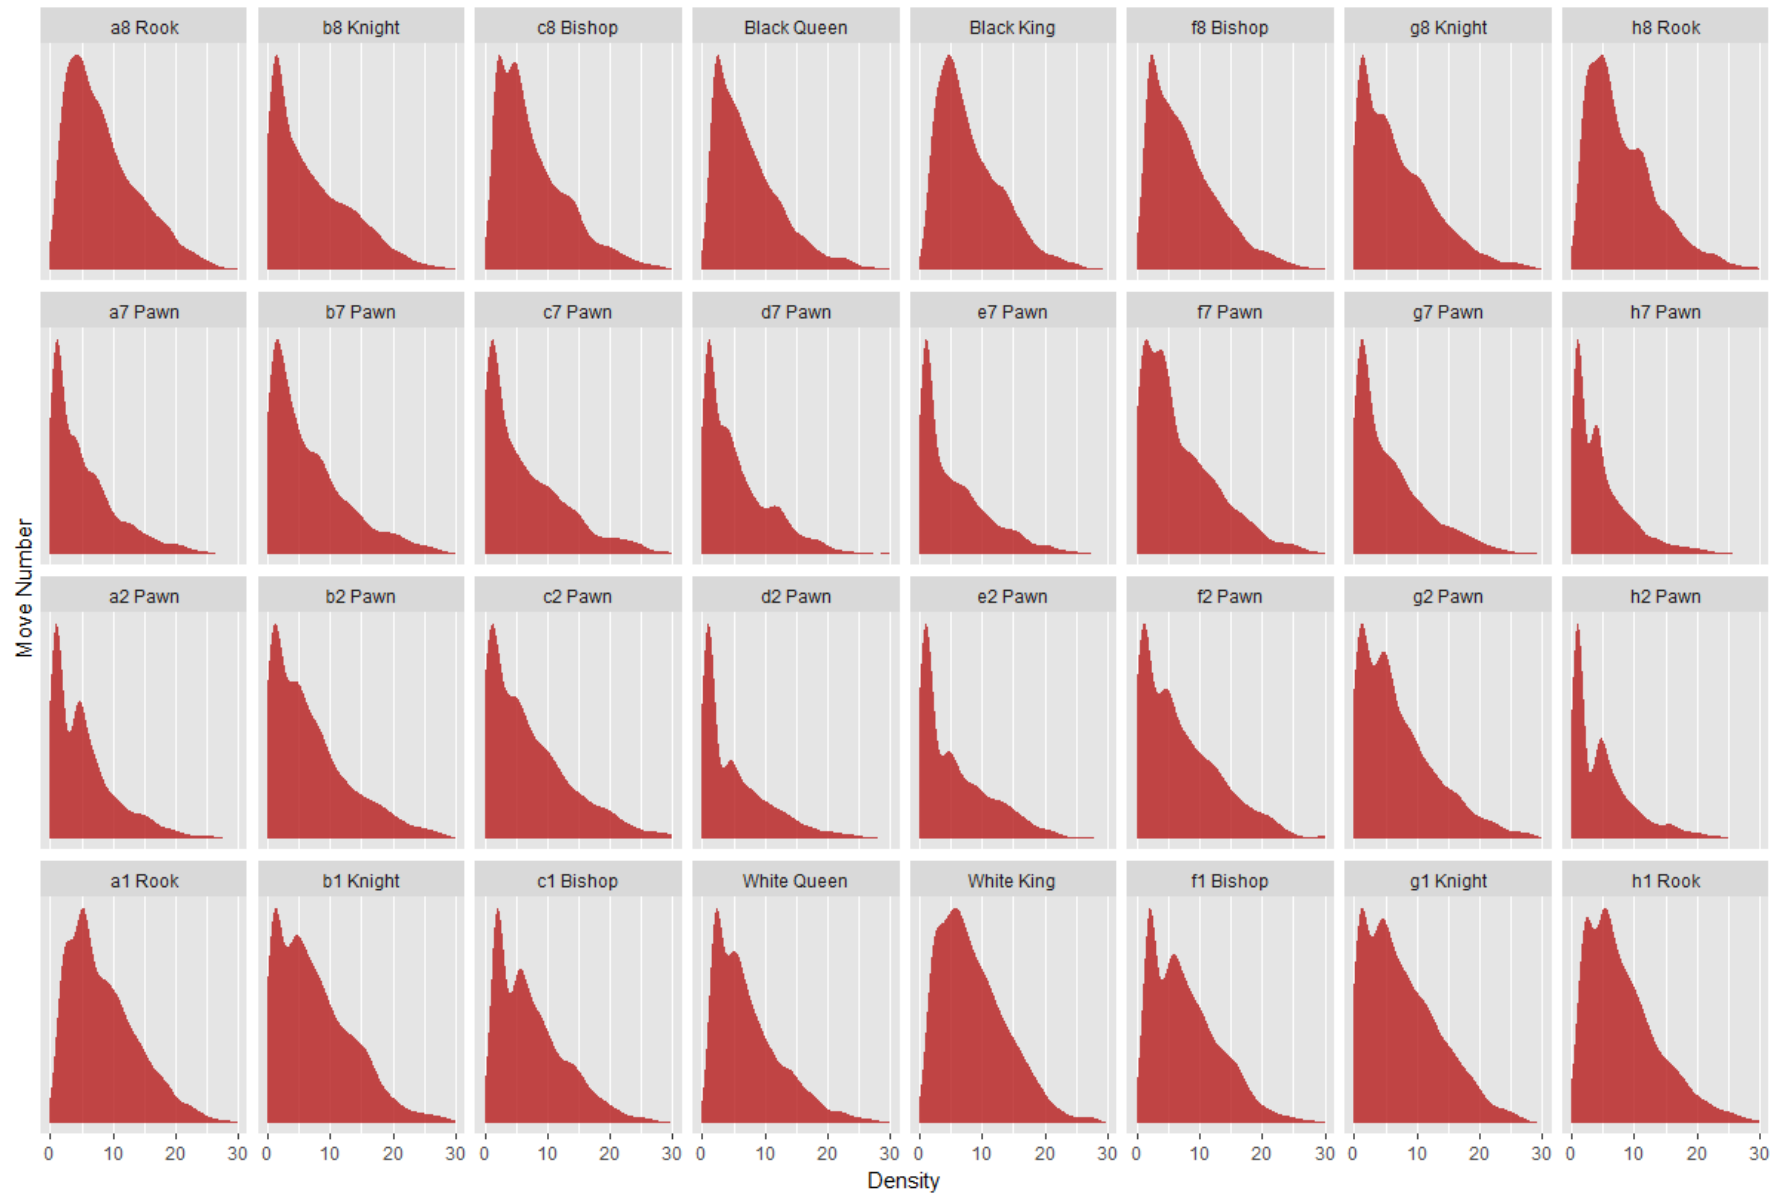 a8 Rook b8 Knight c8 Bishop Black Queen Black King f8 Bishop g8 Knight h8 Rook
a7 Pawn b7 Pawn c7 Pawn d7 Pawn e7 Pawn f7 Pawn g7 Pawn h7 Pawn
a2 Pawn b2 Pawn c2 Pawn d2 Pawn e2 Pawn f2 Pawn g2 Pawn h2 Pawn
Move Number
a1 Rook b1 Knight c1 Bishop White Queen White King f1 Bishop g1 Knight h1 Rook
0 10 20 30 0 10 20 30 0 10 20 30 0 10 20 30 0 10 20 30 0 10 20 30 0 10 20 30 0 10 20 30
Density